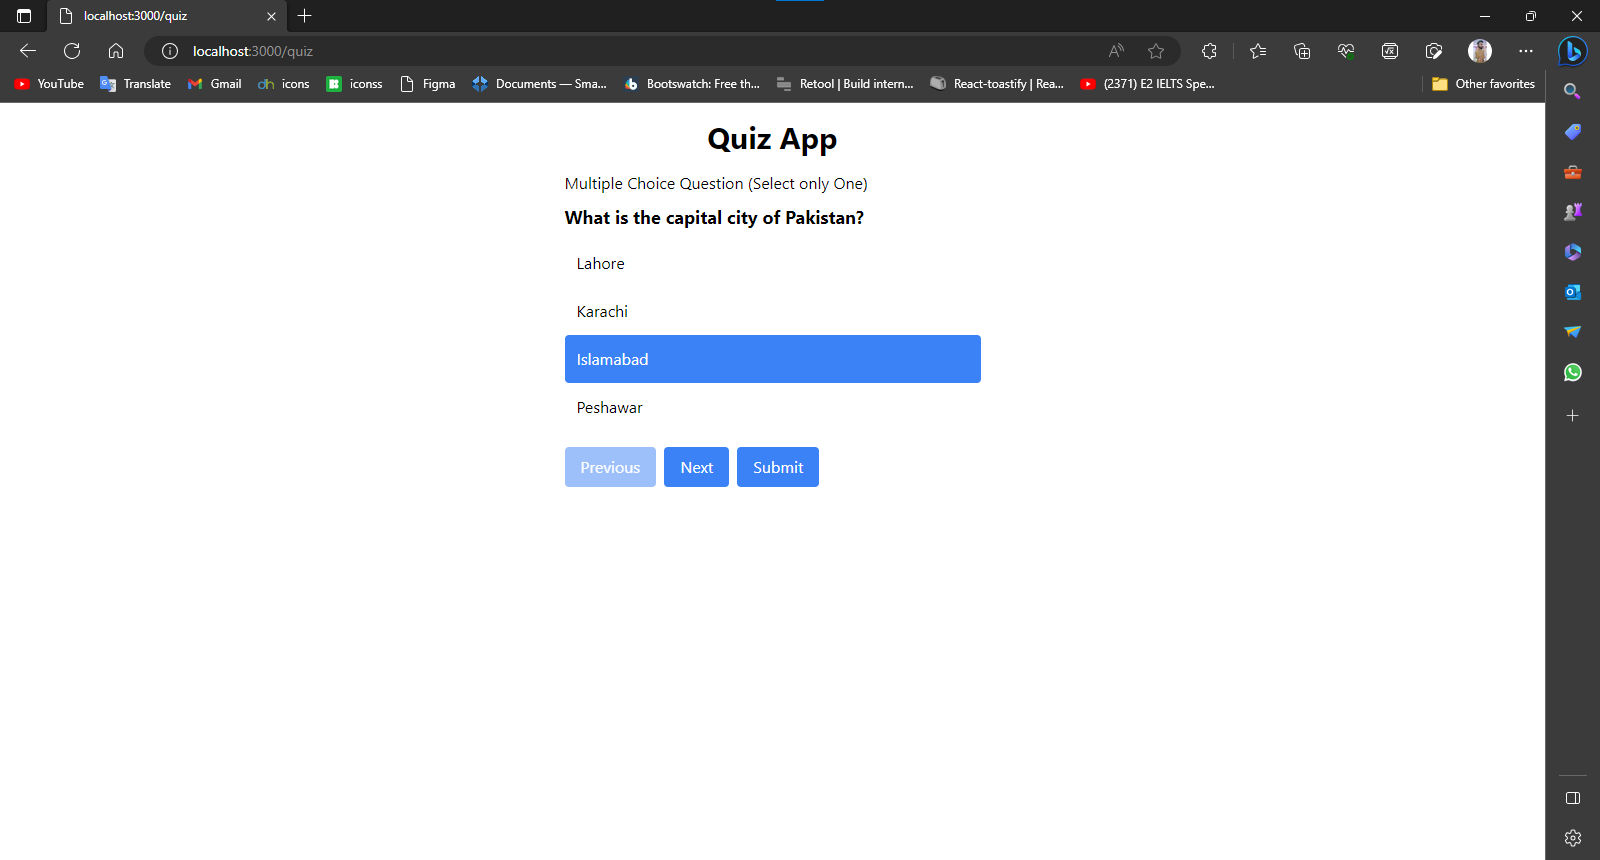 localhost:3000/quiz
localhost:3000/quiz
YouTube Translate Gmail icons iconss Figma Documents — Sma... Bootswatch: Free th... Retool | Build intern... React-toastify | Rea... (2371) E2 IELTS Spe... Other favorites
Quiz App
Multiple Choice Question (Select only One)
What is the capital city of Pakistan?
Lahore
Karachi
Islamabad
Peshawar
Previous Next Submit